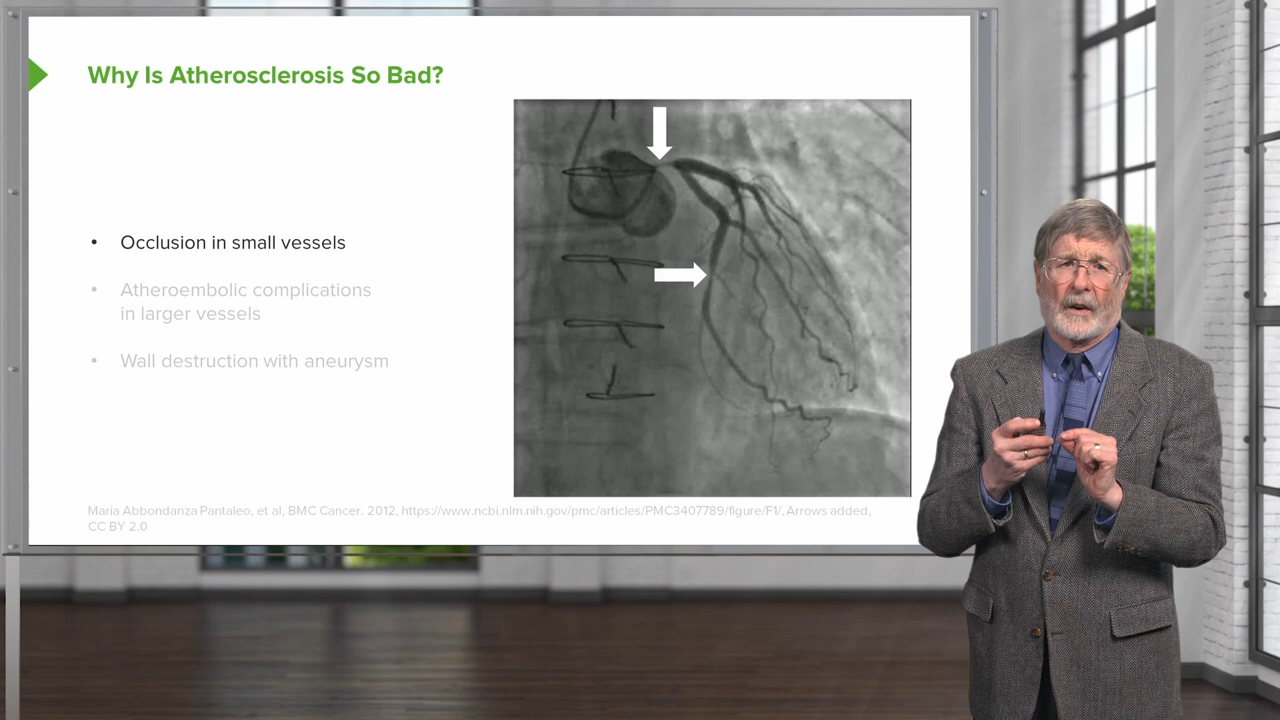 Why Is Atherosclerosis So Bad?
• Occlusion in small vessels
• Atheroembolic complications
in larger vessels
• Wall destruction with aneurysm
Maria Abbondanza Pantaleo, et al, BMC Cancer. 2012, https://www.ncbi.nlm.nih.gov/pmc/articles/PMC3407789/figure/F1/, Arrows added,
CC BY 2.0